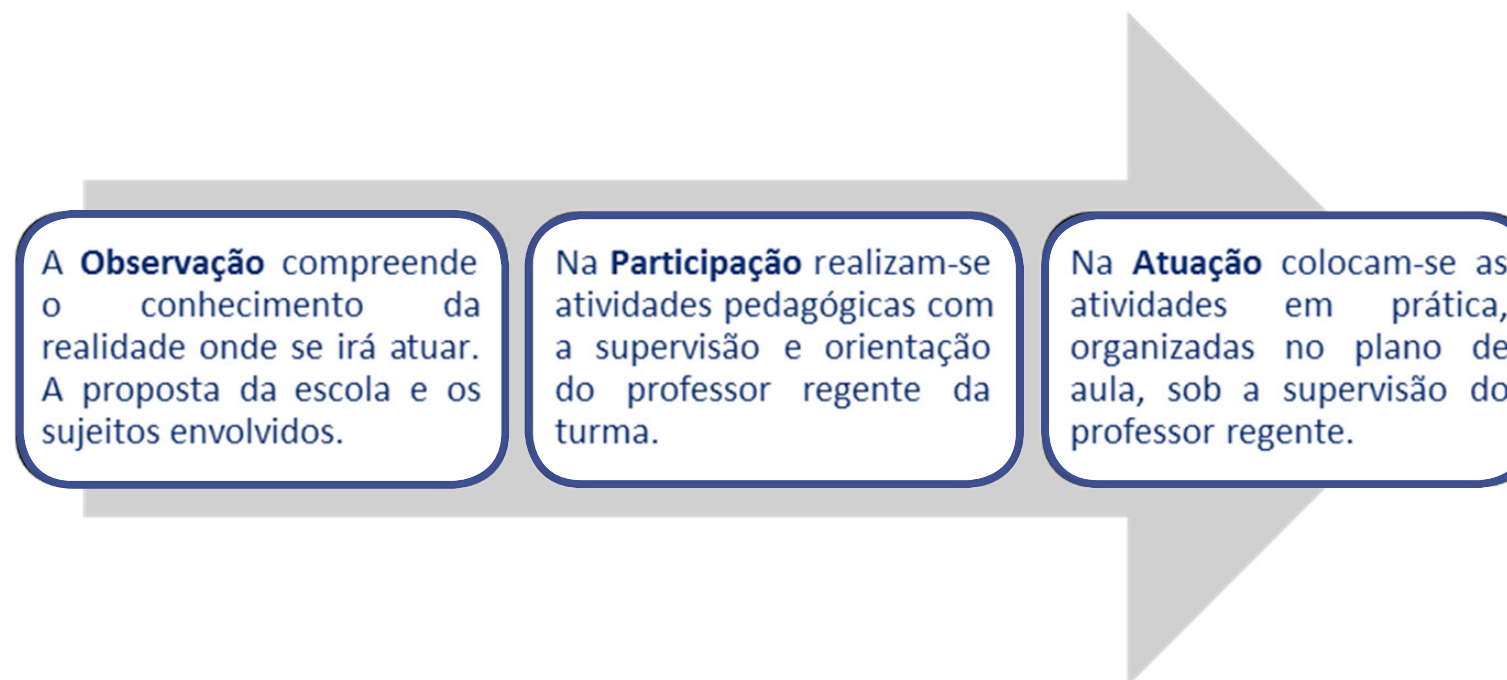 A Observação compreende
o conhecimento da
realidade onde se irá atuar.
A proposta da escola e os
sujeitos envolvidos.
Na Participação realizam-se
atividades pedagógicas com
a supervisão e orientação
do professor regente da
turma.
Na Atuação colocam-se as
atividades em prática,
organizadas no plano de
aula, sob a supervisão do
professor regente.